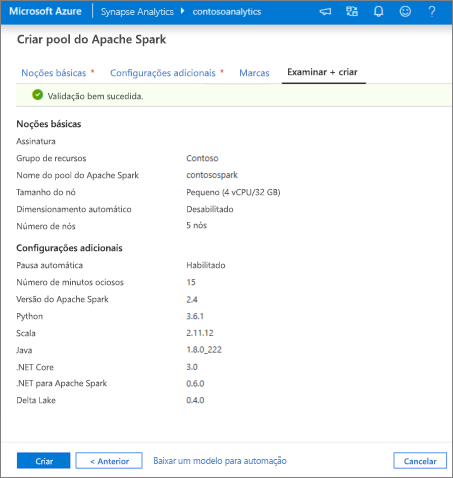 Microsoft Azure Synapse Analytics contosoanalytics ?
Criar pool do Apache Spark
Noções básicas * Configurações adicionais * Marcas Examinar + criar
Validação bem sucedida.
Noções básicas
Assinatura
Grupo de recursos Contoso
Nome do pool do Apache Spark contosospark
Tamanho do nó Pequeno (4 vCPU/32 GB)
Dimensionamento automático Desabilitado
Número de nós 5 nós
Configurações adicionais
Pausa automática Habilitado
Número de minutos ociosos 15
Versão do Apache Spark 2.4
Python 3.6.1
Scala 2.11.12
Java 1.8.0_222
.NET Core 3.0
.NET para Apache Spark 0.6.0
Delta Lake 0.4.0
Criar < Anterior Baixar um modelo para automação Cancelar